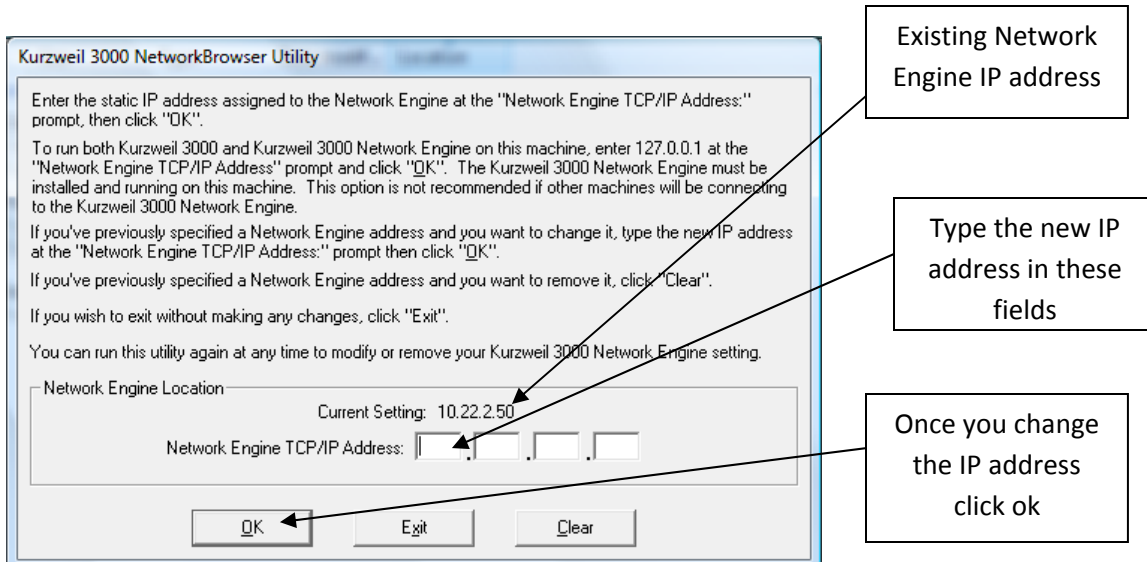 Kurzweil 3000 NetworkBrowser Utility
Enter the static IP address assigned to the Network Engine at the "Network Engine TCP/IP Address:"
prompt, then click "OK".
To run both Kurzweil 3000 and Kurzweil 3000 Network Engine on this machine, enter 127.0.0.1 at the
"Network Engine TCP/IP Address" prompt and click "OK". The Kurzweil 3000 Network Engine must be
installed and running on this machine. This option is not recommended if other machines will be connecting
to the Kurzweil 3000 Network Engine.
If you've previously specified a Network Engine address and you want to change it, type the new IP address
at the "Network Engine TCP/IP Address:" prompt then click "OK".
If you've previously specified a Network Engine address and you want to remove it, click "Clear".
If you wish to exit without making any changes, click "Exit".
You can run this utility again at any time to modify or remove your Kurzweil 3000 Network Engine setting.
Network Engine Location
Current Setting: 10.22.2.50
Network Engine TCP/IP Address: . . .
OK Exit Clear
Existing Network
Engine IP address
Type the new IP
address in these
fields
Once you change
the IP address
click ok